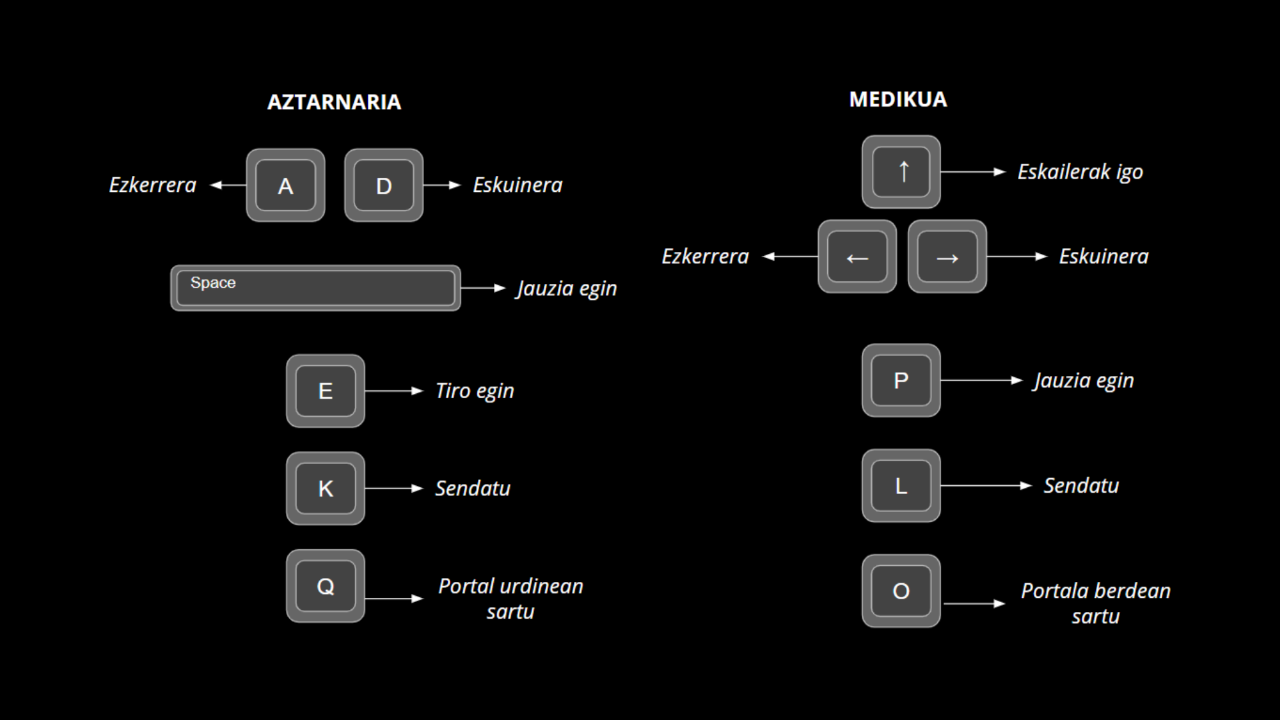 AZTARNARIA
Ezkerrera
A
D
Eskuinera
Space
Jauzia egin
E
Tiro egin
K
Sendatu
Q
Portal urdinean
sartu
MEDIKUA
↑
Eskailerak igo
Ezkerrera
←
→
Eskuinera
P
Jauzia egin
L
Sendatu
O
Portala berdean
sartu